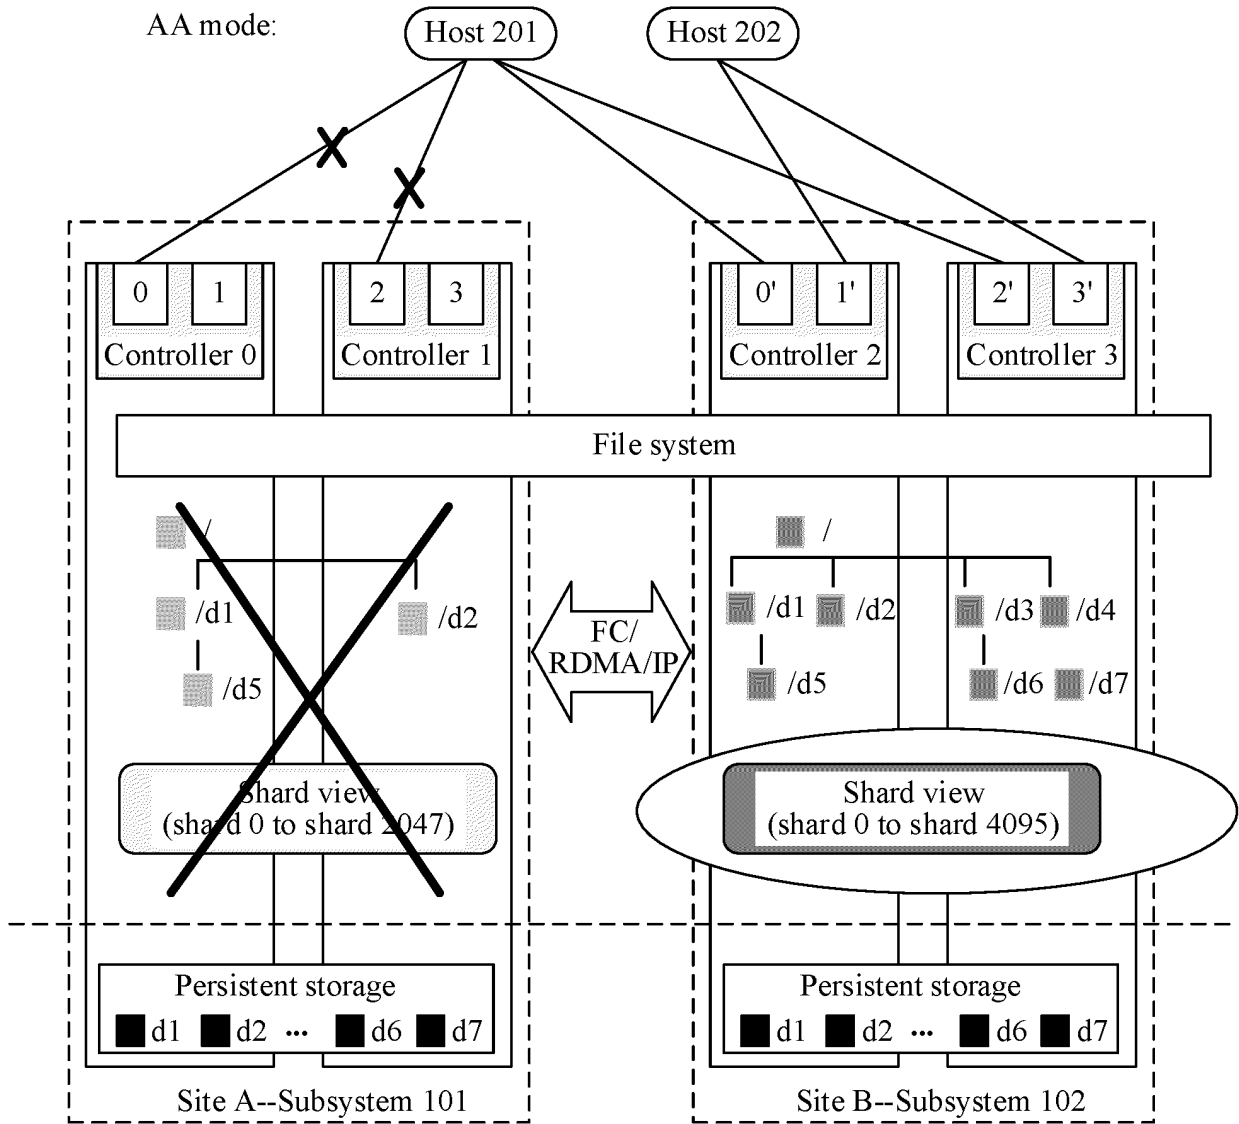 AA mode:
Host 201
Host 202
0 1 2 3 0' 1' 2' 3'
Controller 0 Controller 1 Controller 2 Controller 3
File system
/ /
/d1 /d2 /d1 /d2 /d3 /d4
FC/
RDMA/IP
/d5 /d5 /d6 /d7
Shard view
(shard 0 to shard 2047)
Shard view
(shard 0 to shard 4095)
Persistent storage
d1 d2 ... d6 d7
Persistent storage
d1 d2 ... d6 d7
Site A--Subsystem 101
Site B--Subsystem 102